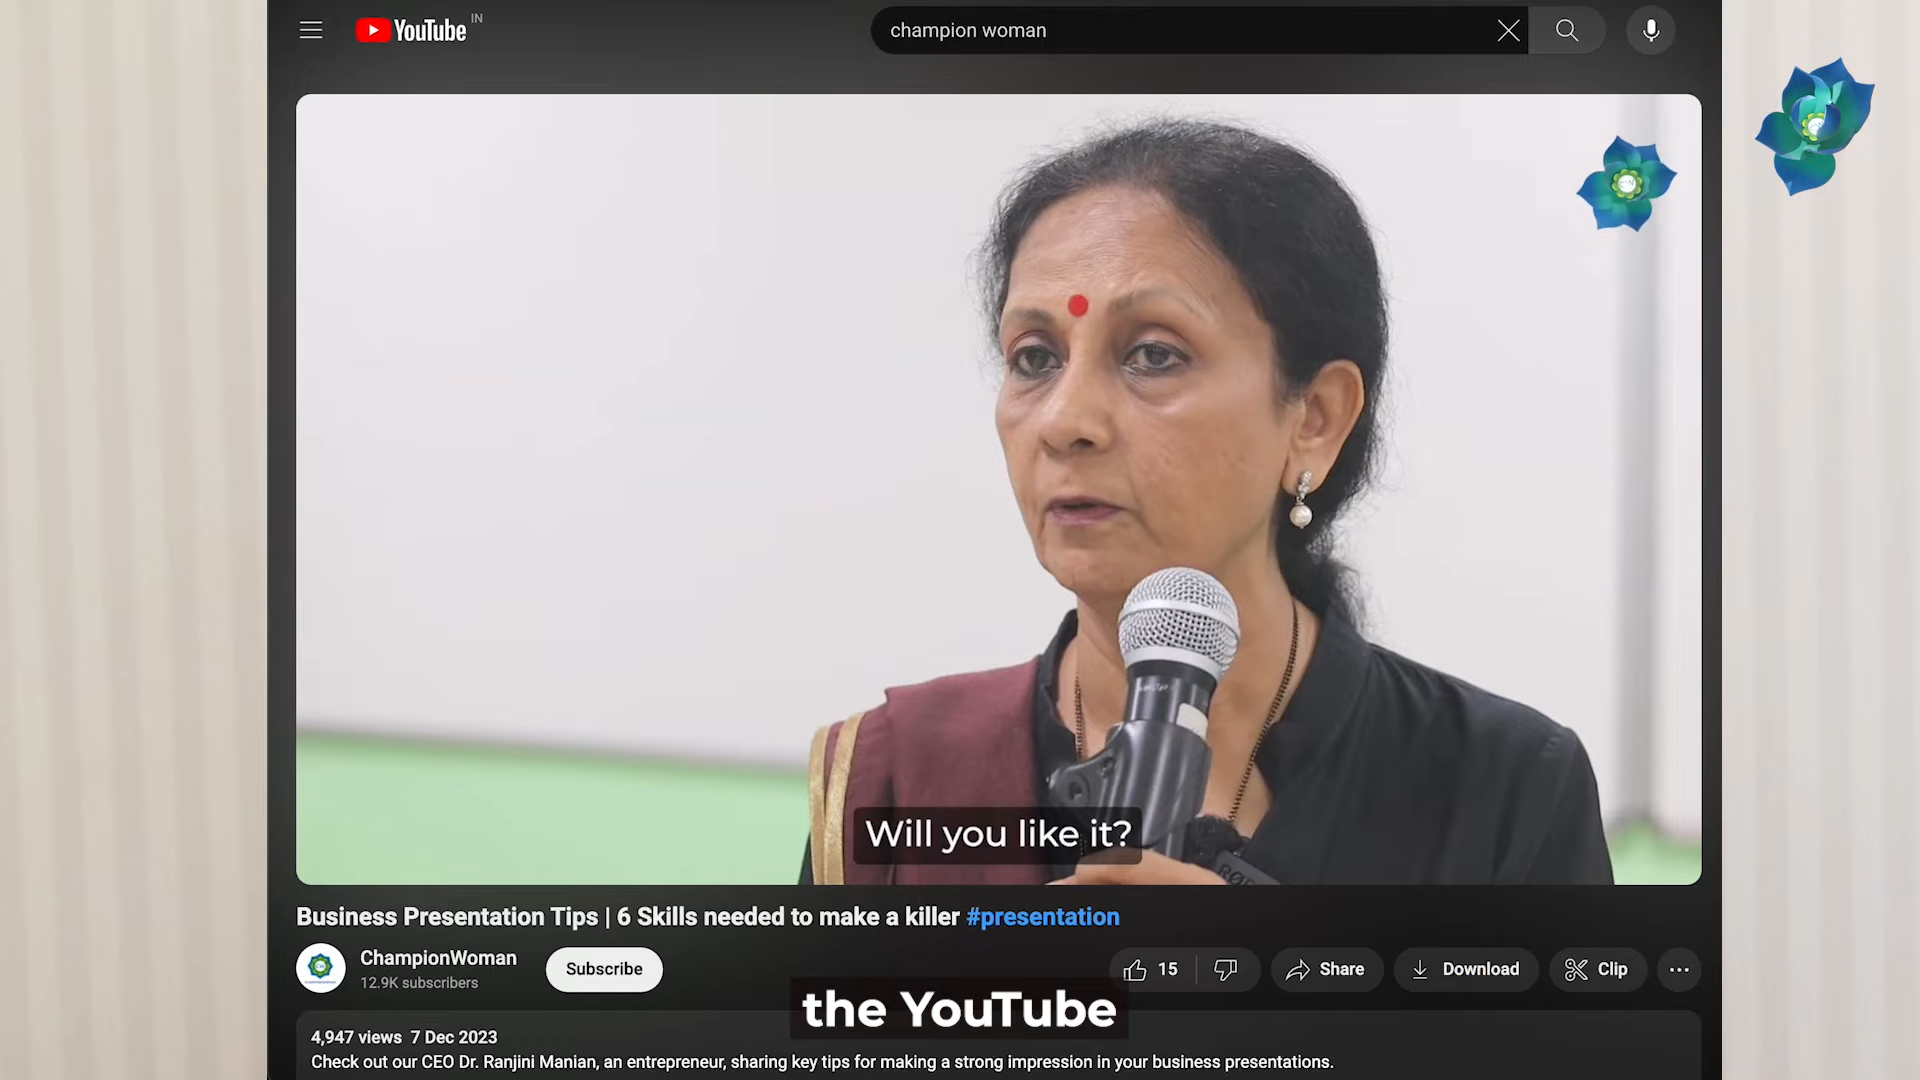 YouTube IN
champion woman
Will you like it?
Business Presentation Tips | 6 Skills needed to make a killer #presentation
ChampionWoman
12.9K subscribers
Subscribe
15
Share
Download
Clip
the YouTube
4,947 views 7 Dec 2023
Check out our CEO Dr. Ranjini Manian, an entrepreneur, sharing key tips for making a strong impression in your business presentations.